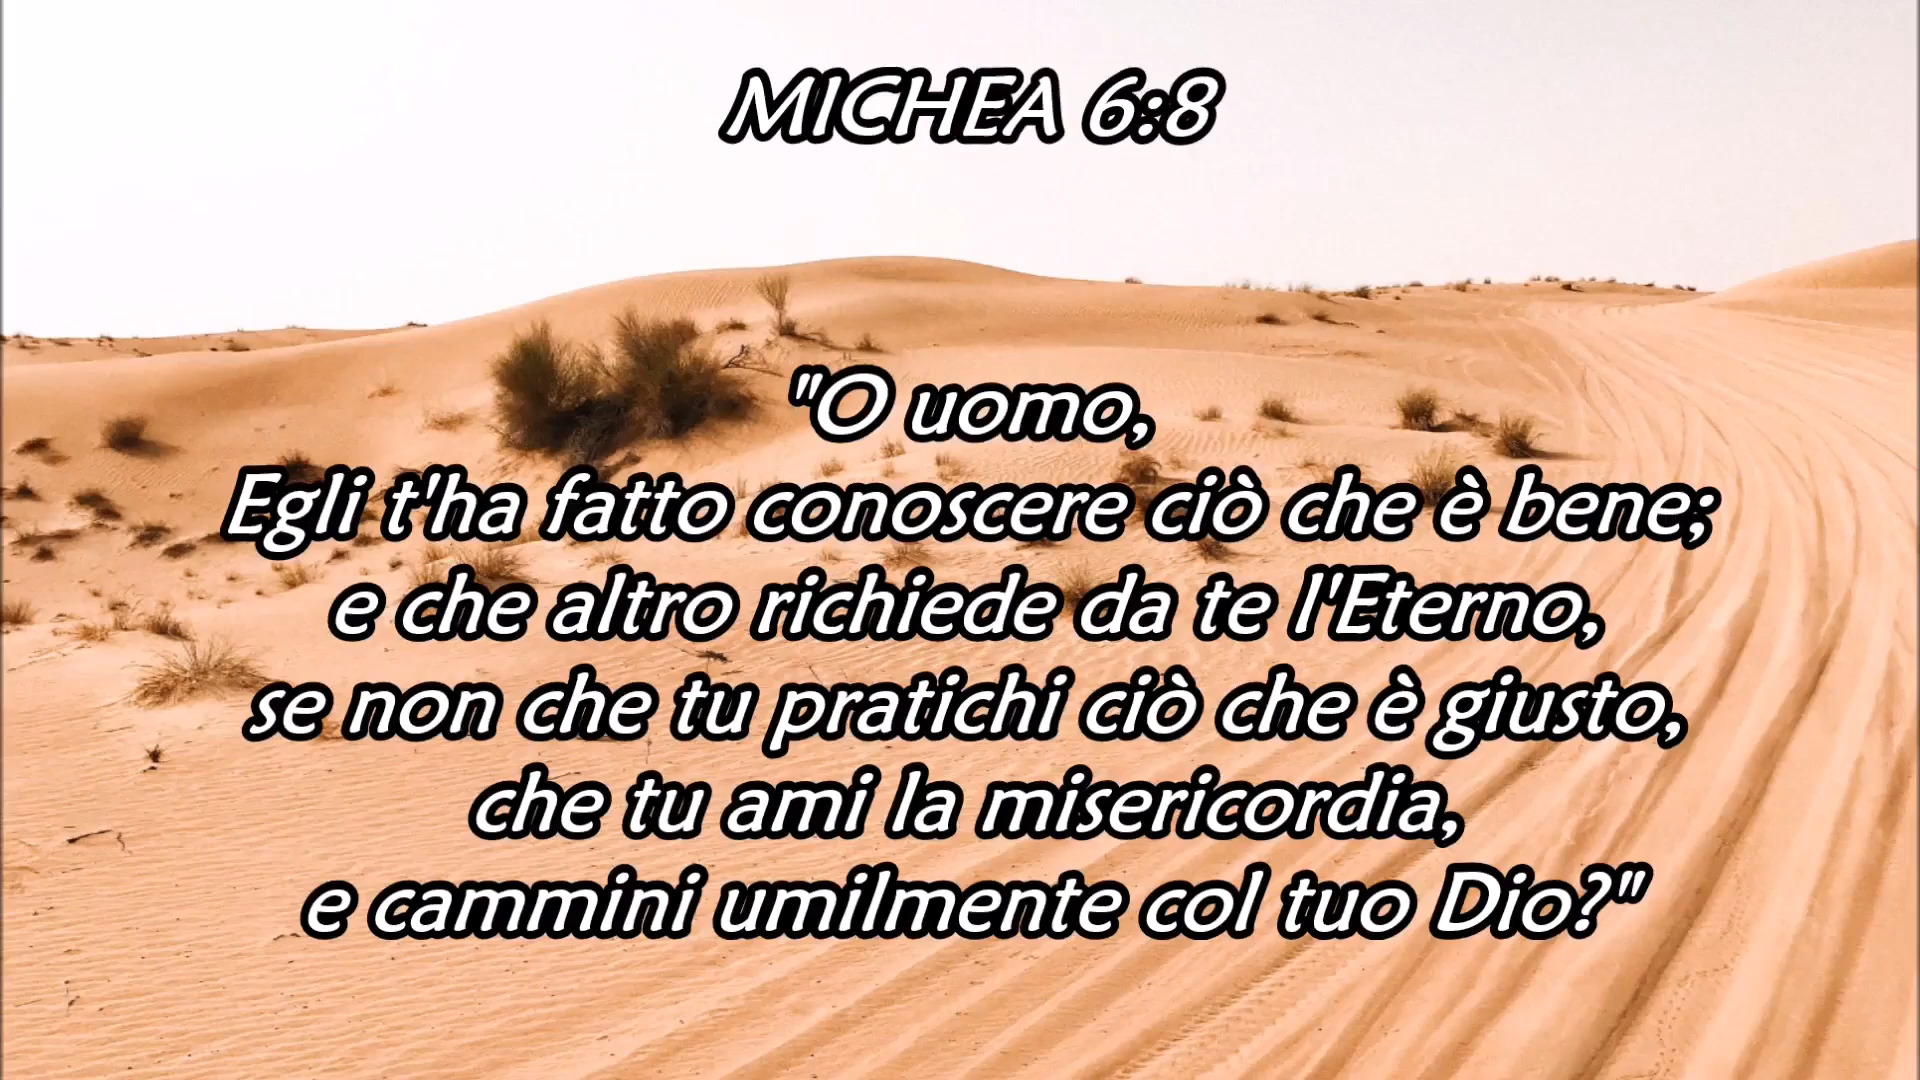 MICHEA 6:8
"O uomo,
Egli t'ha fatto conoscere ciò che è bene;
e che altro richiede da te l'Eterno,
se non che tu pratichi ciò che è giusto,
che tu ami la misericordia,
e cammini umilmente col tuo Dio?"